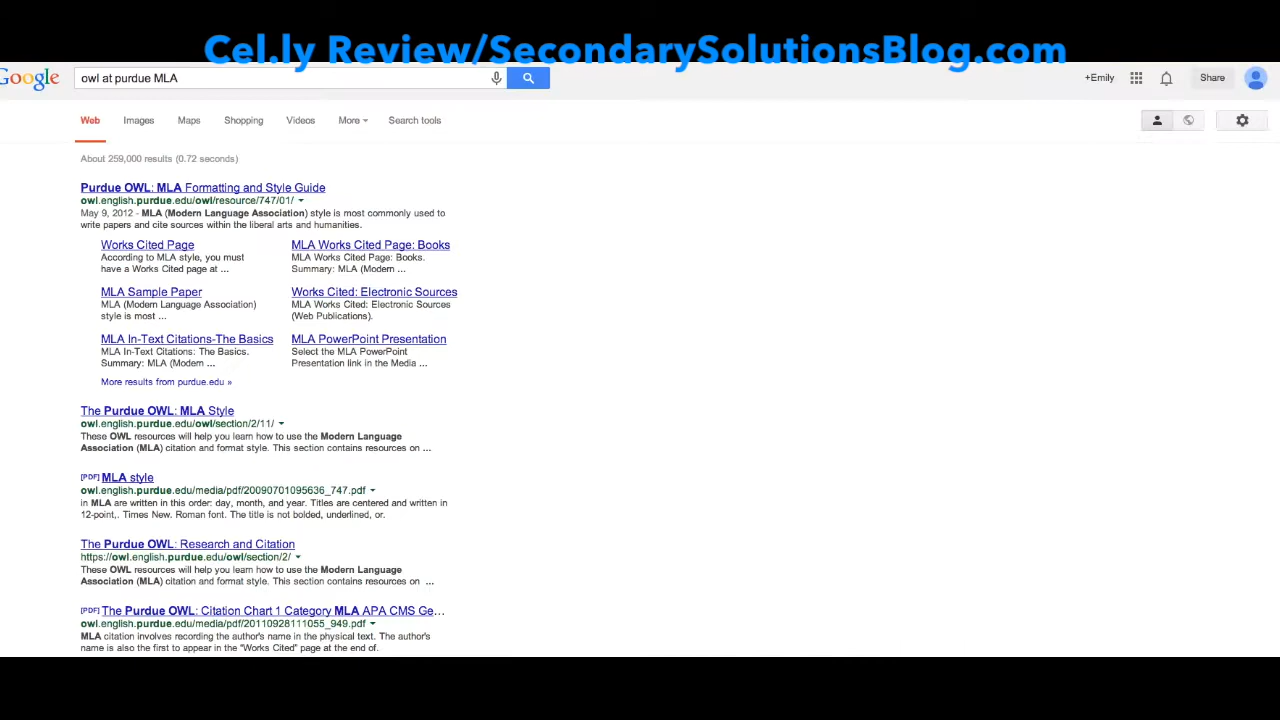 Cel.ly Review/SecondarySolutionsBlog.com
Google owl at purdue MLA +Emily Share
Web Images Maps Shopping Videos More Search tools
About 259,000 results (0.72 seconds)
Purdue OWL: MLA Formatting and Style Guide
owl.english.purdue.edu/owl/resource/747/01/
May 9, 2012 - MLA (Modern Language Association) style is most commonly used to
write papers and cite sources within the liberal arts and humanities.
Works Cited Page
According to MLA style, you must
have a Works Cited page at ...
MLA Works Cited Page: Books
MLA Works Cited Page: Books.
Summary: MLA (Modern ...
MLA Sample Paper
MLA (Modern Language Association)
style is most ...
Works Cited: Electronic Sources
MLA Works Cited: Electronic Sources
(Web Publications).
MLA In-Text Citations-The Basics
MLA In-Text Citations: The Basics.
Summary: MLA (Modern ...
MLA PowerPoint Presentation
Select the MLA PowerPoint
Presentation link in the Media ...
More results from purdue.edu »
The Purdue OWL: MLA Style
owl.english.purdue.edu/owl/section/2/11/
These OWL resources will help you learn how to use the Modern Language
Association (MLA) citation and format style. This section contains resources on ...
[PDF] MLA style
owl.english.purdue.edu/media/pdf/20090701095636_747.pdf
in MLA are written in this order: day, month, and year. Titles are centered and written in
12-point,. Times New. Roman font. The title is not bolded, underlined, or.
The Purdue OWL: Research and Citation
https://owl.english.purdue.edu/owl/section/2/
These OWL resources will help you learn how to use the Modern Language
Association (MLA) citation and format style. This section contains resources on ...
[PDF] The Purdue OWL: Citation Chart 1 Category MLA APA CMS Ge...
owl.english.purdue.edu/media/pdf/20110928111055_949.pdf
MLA citation involves recording the author's name in the physical text. The author's
name is also the first to appear in the "Works Cited" page at the end of.